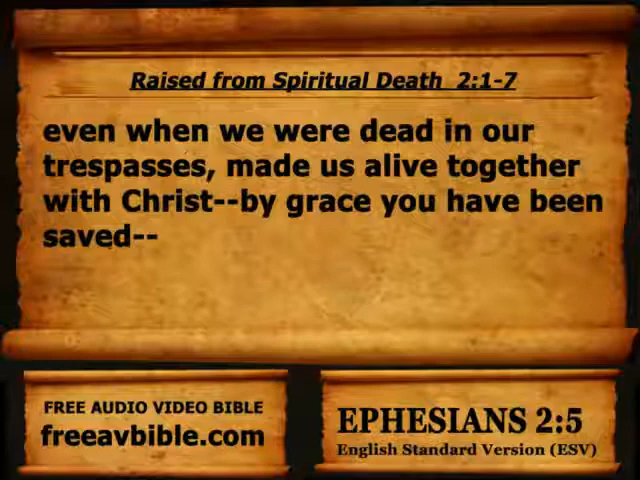 Raised from Spiritual Death 2:1-7
even when we were dead in our
trespasses, made us alive together
with Christ--by grace you have been
saved--
FREE AUDIO VIDEO BIBLE
freeavbible.com
EPHESIANS 2:5
English Standard Version (ESV)